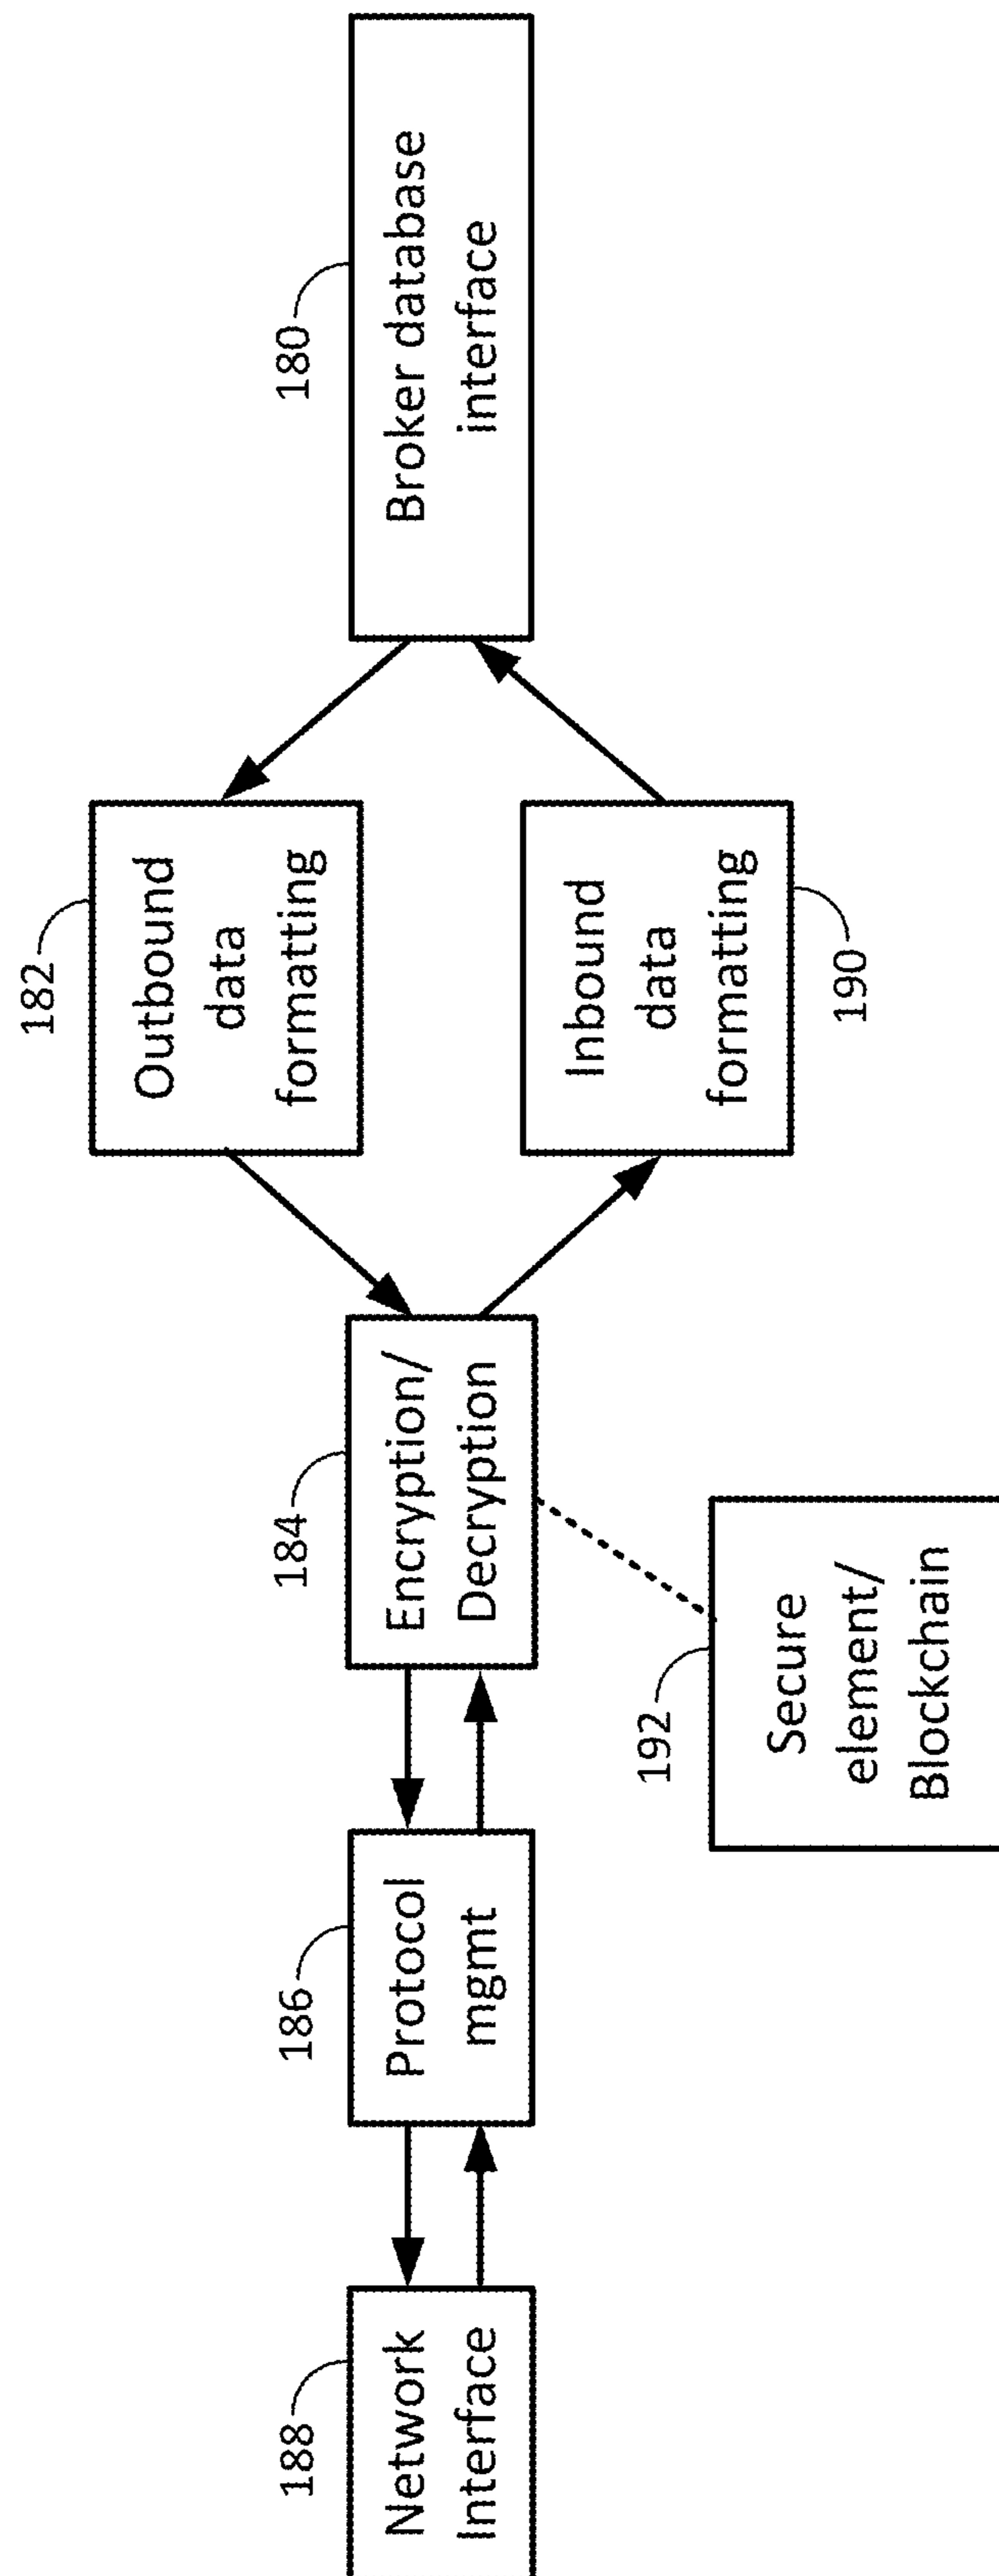 180
Broker database
interface
182
Outbound
data
formatting
Inbound
data
formatting
190
184
Encryption/
Decryption
192
Secure
element/
Blockchain
186
Protocol
mgmt
188
Network
Interface